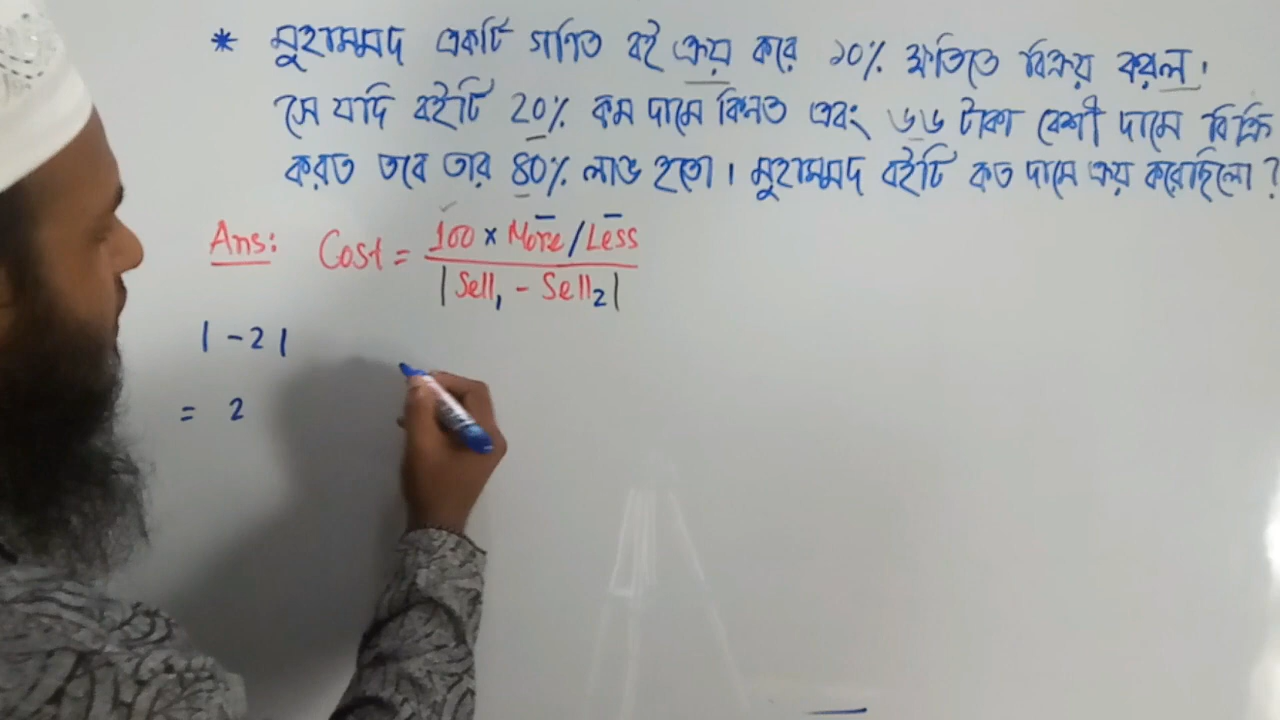 * মুহাম্মদ একটি গণিত বই ক্রয় করে ১০% ক্ষতিতে বিক্রয় করল।
সে যদি বইটি 20% কম দামে কিনত এবং ৬৬ টাকা বেশী দামে বিক্রি
করত তবে তার 80% লাভ হতো। মুহাম্মদ বইটি কত দামে ক্রয় করেছিলো ?
Ans: Cost = 100 × More / Less
| Sell₁ - Sell₂ |
| -2 |
= 2